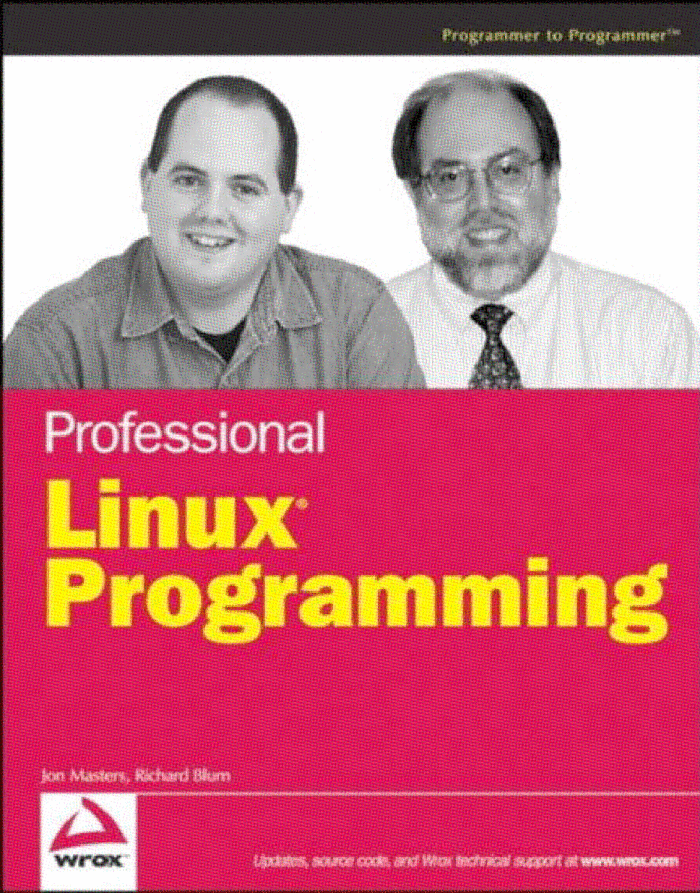 Programmer to Programmer™
Professional
Linux®
Programming
Jon Masters, Richard Blum
wrox™
Updates, source code, and Wrox technical support at www.wrox.com